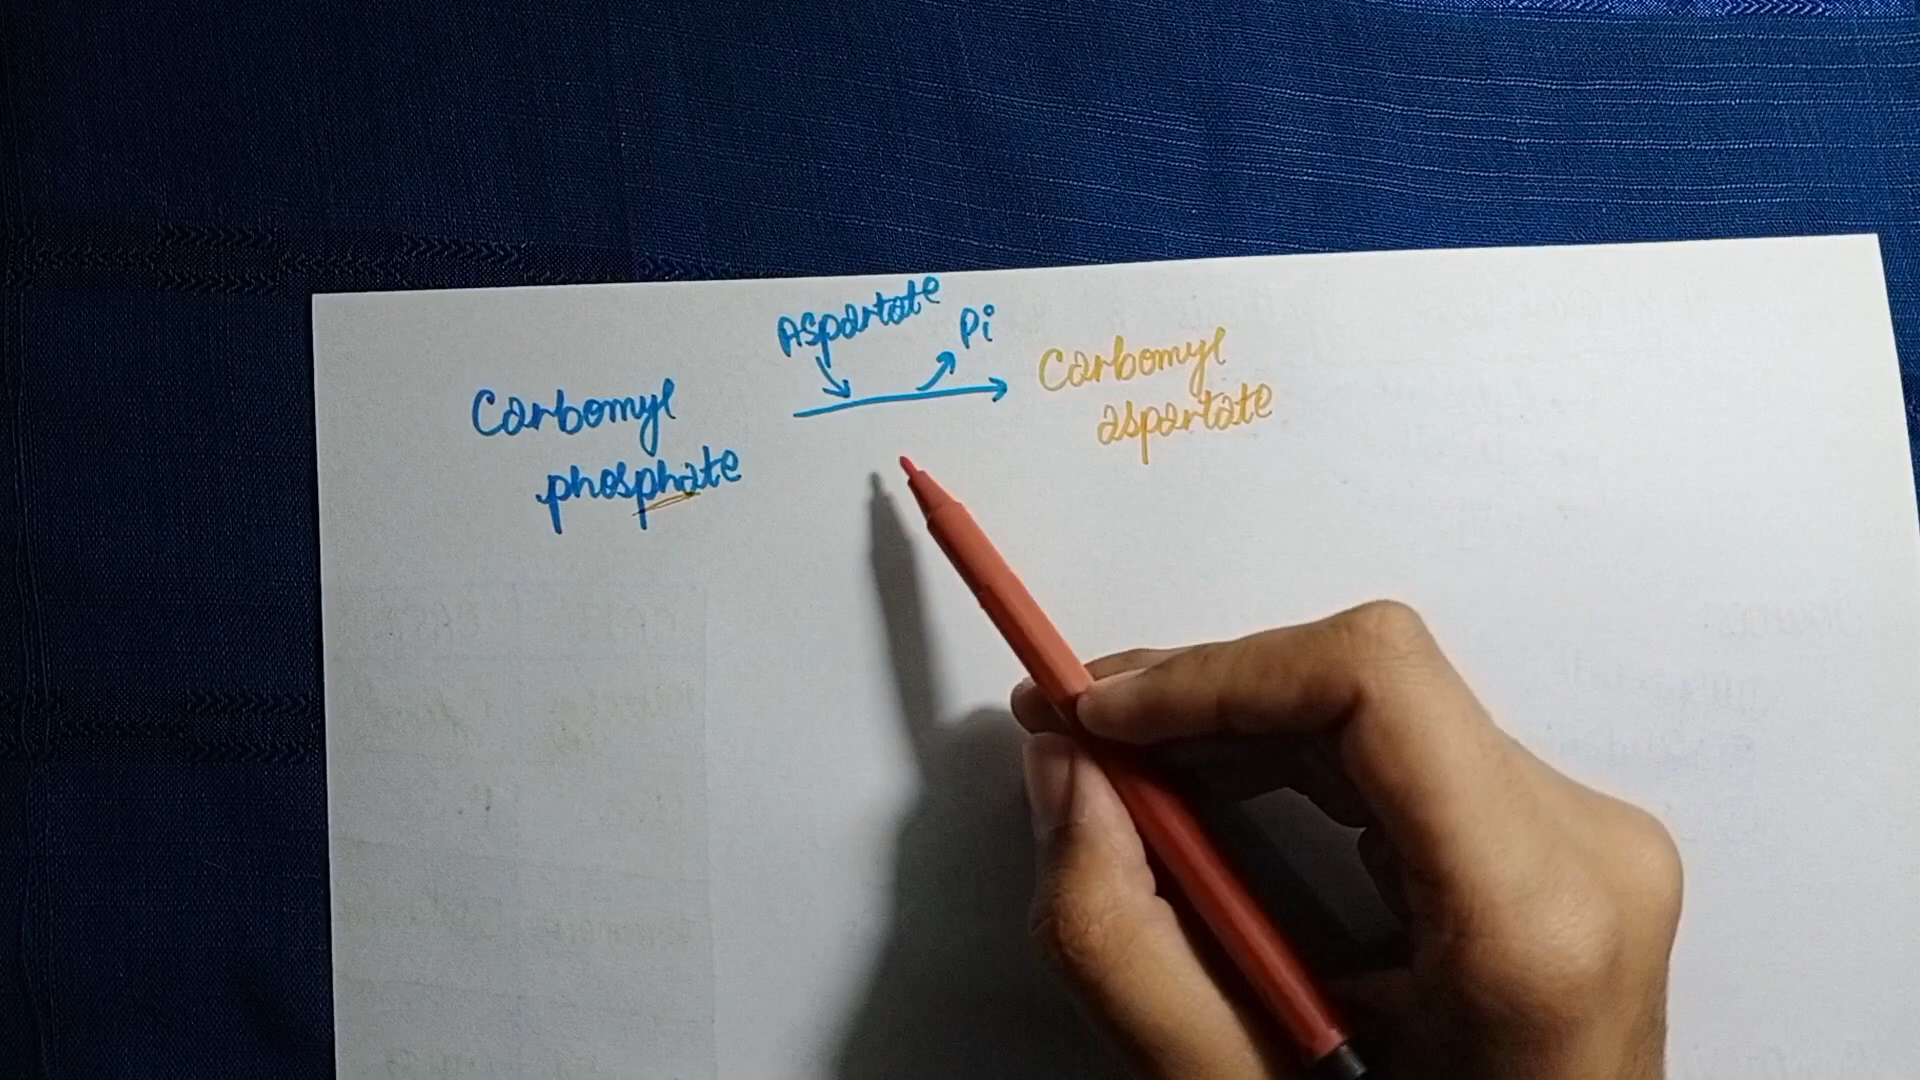 Aspartate
Pi
Carbomyl
phosphate
Carbomyl
aspartate